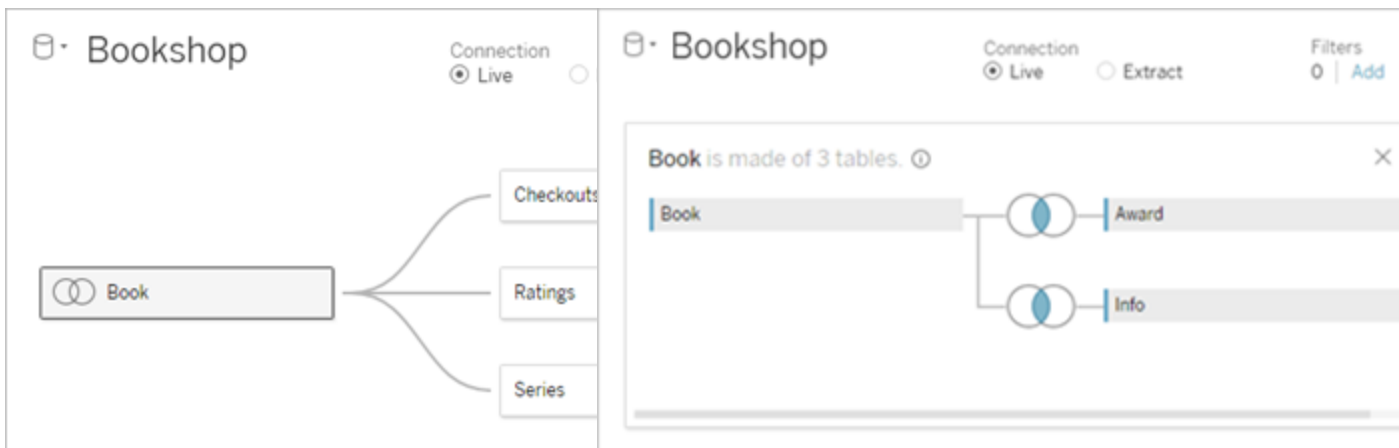 Bookshop
Connection
Live
Checkouts
Book
Ratings
Series
Bookshop
Connection
Live
Extract
Filters
0 | Add
Book is made of 3 tables.
Book
Award
Info